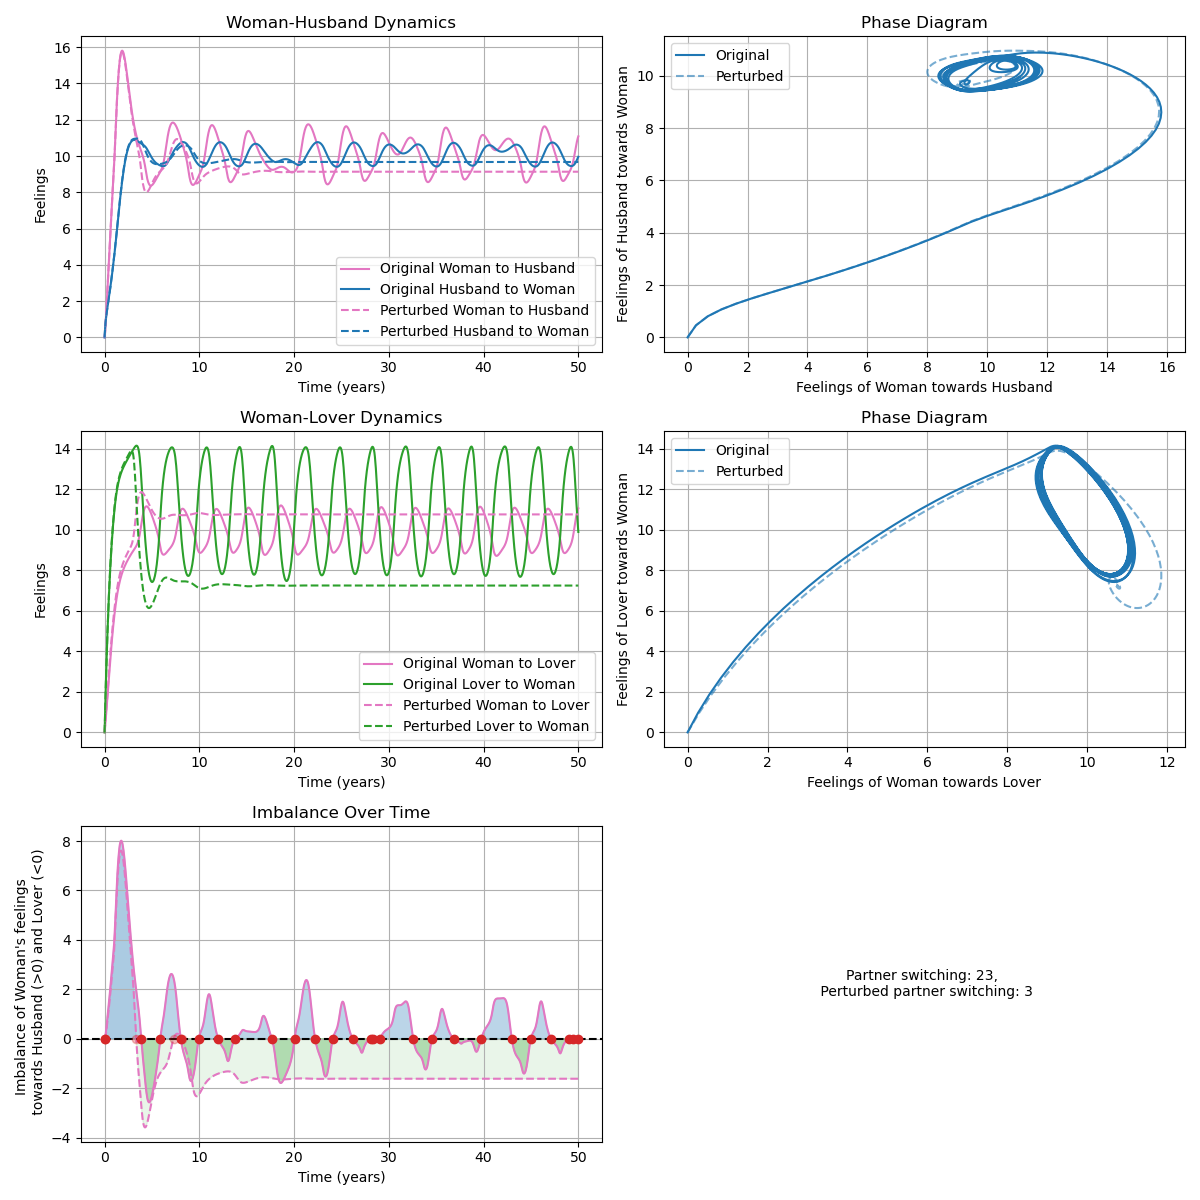 Woman-Husband Dynamics
Feelings
16
14
12
10
8
6
4
2
0
Original Woman to Husband
Original Husband to Woman
Perturbed Woman to Husband
Perturbed Husband to Woman
0 10 20 30 40 50
Time (years)
Phase Diagram
Feelings of Husband towards Woman
10
8
6
4
2
0
Original
Perturbed
0 2 4 6 8 10 12 14 16
Feelings of Woman towards Husband
Woman-Lover Dynamics
Feelings
14
12
10
8
6
4
2
0
Original Woman to Lover
Original Lover to Woman
Perturbed Woman to Lover
Perturbed Lover to Woman
0 10 20 30 40 50
Time (years)
Phase Diagram
Feelings of Lover towards Woman
14
12
10
8
6
4
2
0
Original
Perturbed
0 2 4 6 8 10 12
Feelings of Woman towards Lover
Imbalance Over Time
Imbalance of Woman's feelings
towards Husband (>0) and Lover (<0)
8
6
4
2
0
−2
−4
0 10 20 30 40 50
Time (years)
Partner switching: 23,
Perturbed partner switching: 3